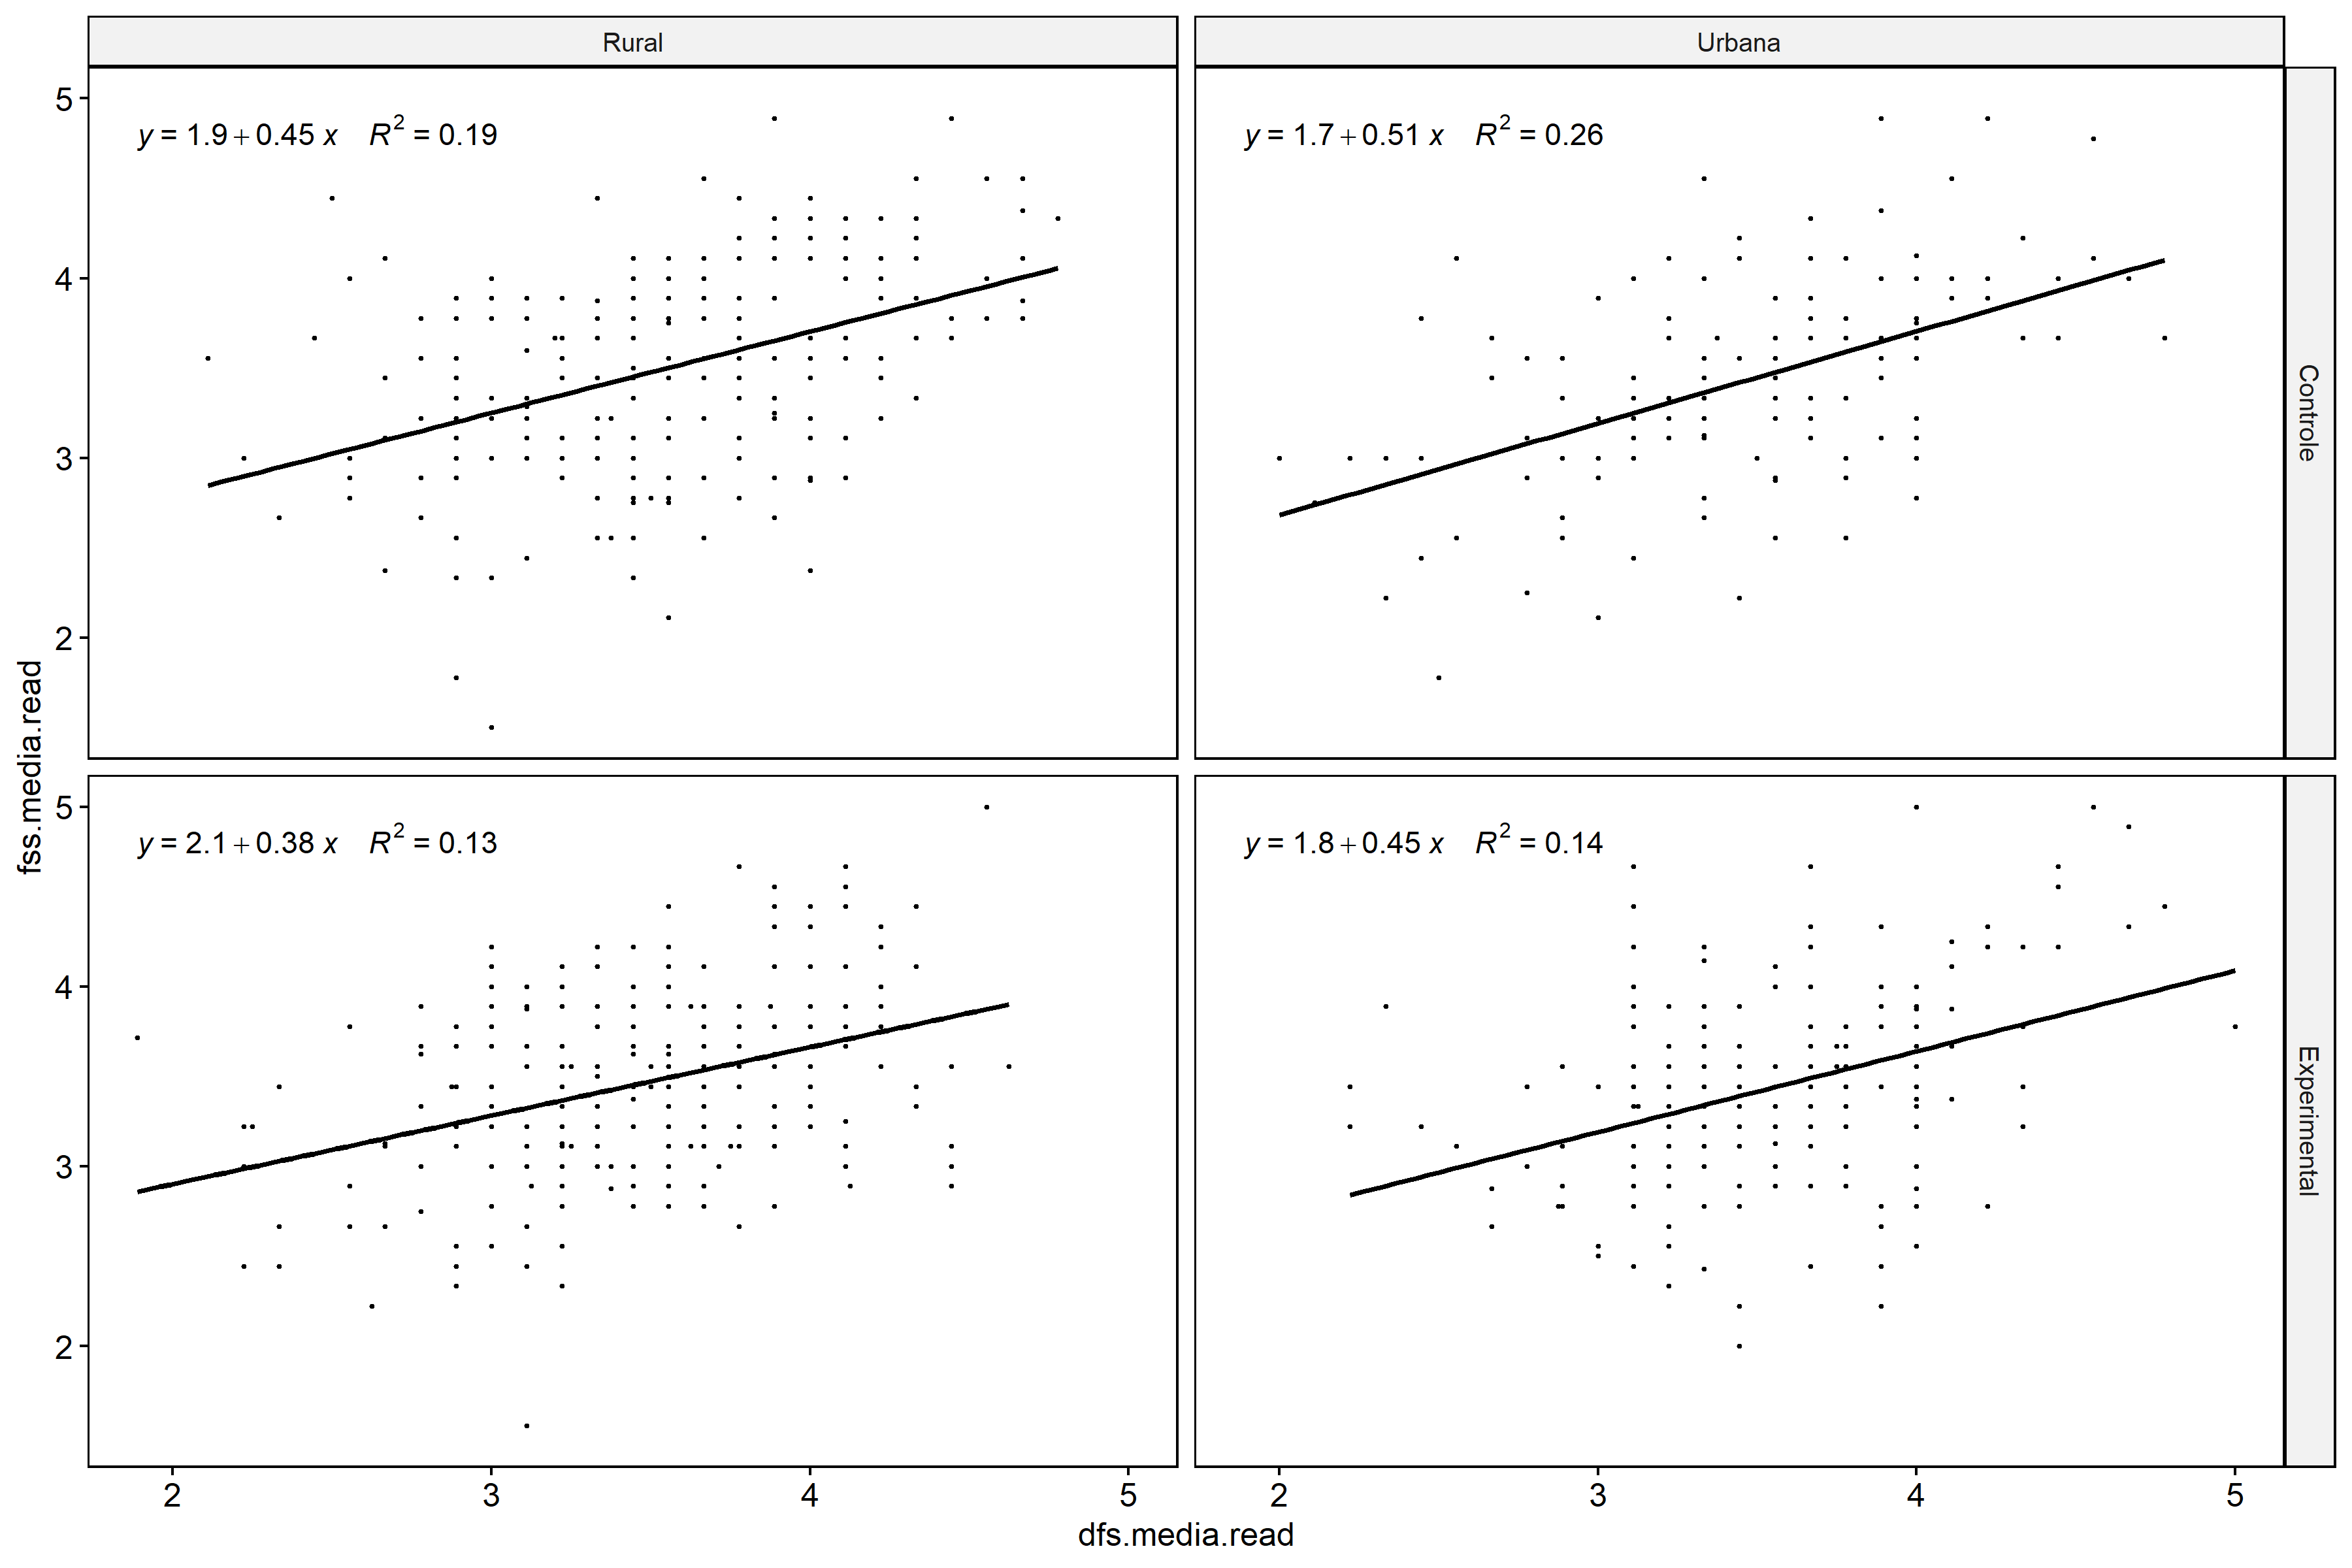 Rural
Urbana
5
4
3
2
y = 1.9 + 0.45 x R² = 0.19
y = 1.7 + 0.51 x R² = 0.26
Controle
fss.media.read
5
4
3
2
y = 2.1 + 0.38 x R² = 0.13
y = 1.8 + 0.45 x R² = 0.14
Experimental
2 3 4 5
2 3 4 5
dfs.media.read